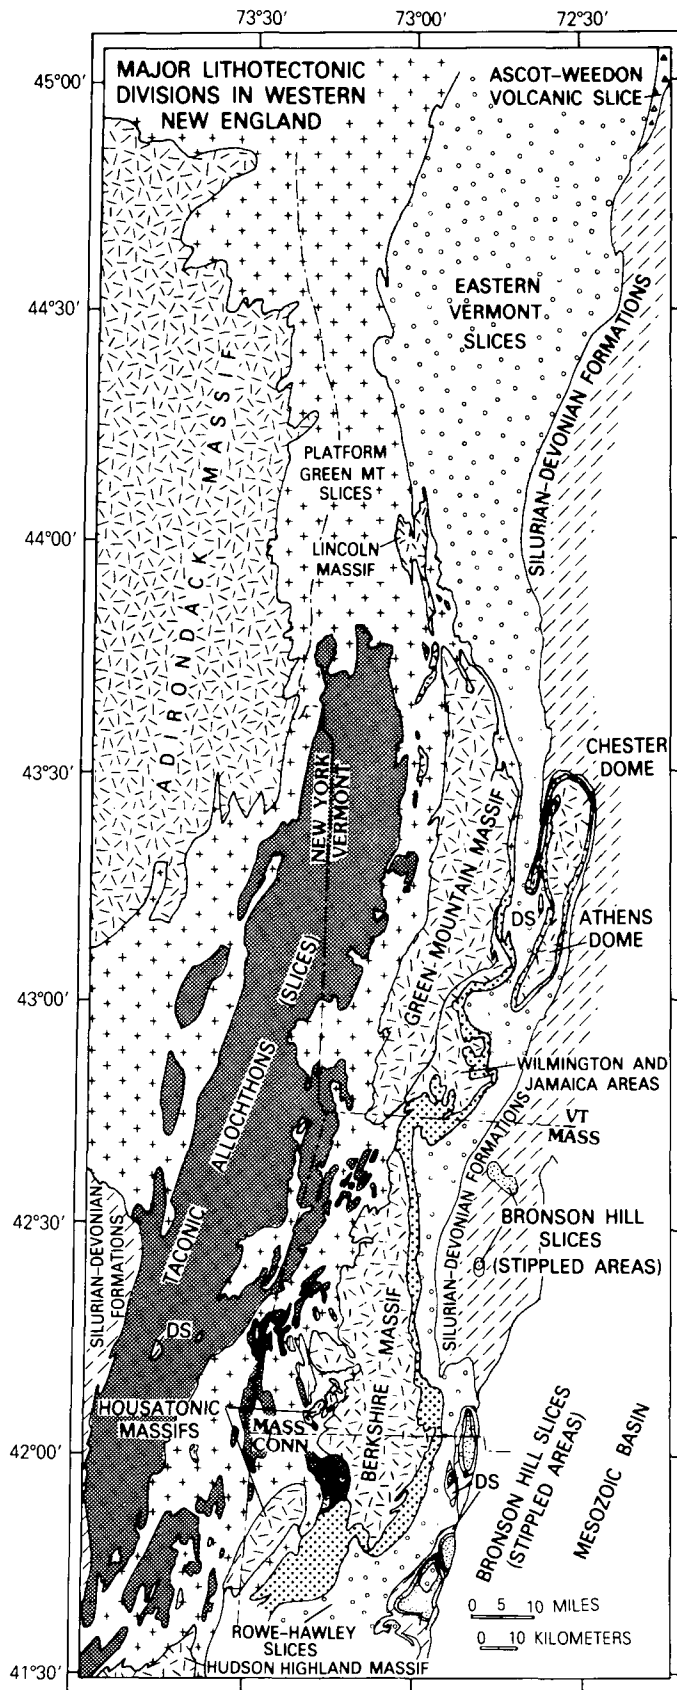 73°30' 73°00' 72°30'
45°00'
MAJOR LITHOTECTONIC
DIVISIONS IN WESTERN
NEW ENGLAND
ASCOT-WEEDON
VOLCANIC SLICE
44°30'
EASTERN
VERMONT
SLICES
SILURIAN-DEVONIAN FORMATIONS
ADIRONDACK MASSIF
PLATFORM
GREEN MT
SLICES
44°00'
LINCOLN
MASSIF
43°30'
CHESTER
DOME
NEW YORK
VERMONT
GREEN MOUNTAIN MASSIF
DS
ATHENS
DOME
43°00'
TACONIC ALLOCHTHONS (SLICES)
WILMINGTON AND
JAMAICA AREAS
VT
MASS
42°30'
SILURIAN-DEVONIAN
FORMATIONS
SILURIAN-DEVONIAN FORMATIONS
BRONSON HILL
SLICES
(STIPPLED AREAS)
DS
BERKSHIRE MASSIF
HOUSATONIC
MASSIFS
MASS
CONN
42°00'
DS
BRONSON HILL SLICES
(STIPPLED AREAS)
MESOZOIC BASIN
0 5 10 MILES
0 10 KILOMETERS
ROWE-HAWLEY
SLICES
HUDSON HIGHLAND MASSIF
41°30'